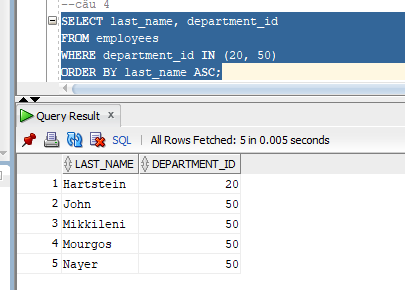 --câu 4
SELECT last_name, department_id
FROM employees
WHERE department_id IN (20, 50)
ORDER BY last_name ASC;
Query Result x
SQL | All Rows Fetched: 5 in 0.005 seconds
LAST_NAME DEPARTMENT_ID
1 Hartstein 20
2 John 50
3 Mikkileni 50
4 Mourgos 50
5 Nayer 50